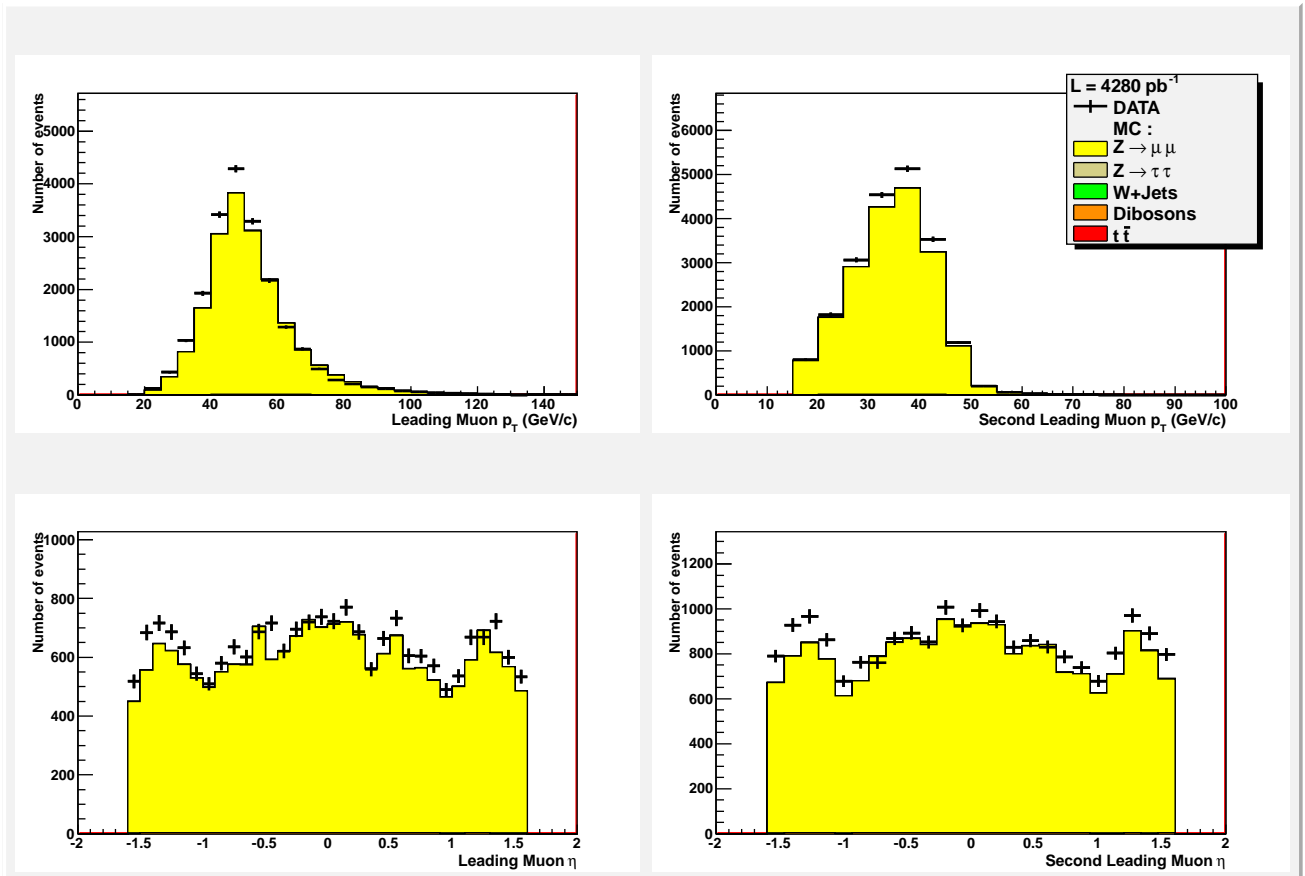 Number of events
5000
4000
3000
2000
1000
0
0 20 40 60 80 100 120 140
Leading Muon pT (GeV/c)
Number of events
6000
5000
4000
3000
2000
1000
0
0 10 20 30 40 50 60 70 80 90 100
Second Leading Muon pT (GeV/c)
L = 4280 pb-1
DATA
MC :
Z → μ μ
Z → τ τ
W+Jets
Dibosons
t t̄
Number of events
1000
800
600
400
200
0
-2 -1.5 -1 -0.5 0 0.5 1 1.5 2
Leading Muon η
Number of events
1200
1000
800
600
400
200
0
-2 -1.5 -1 -0.5 0 0.5 1 1.5 2
Second Leading Muon η